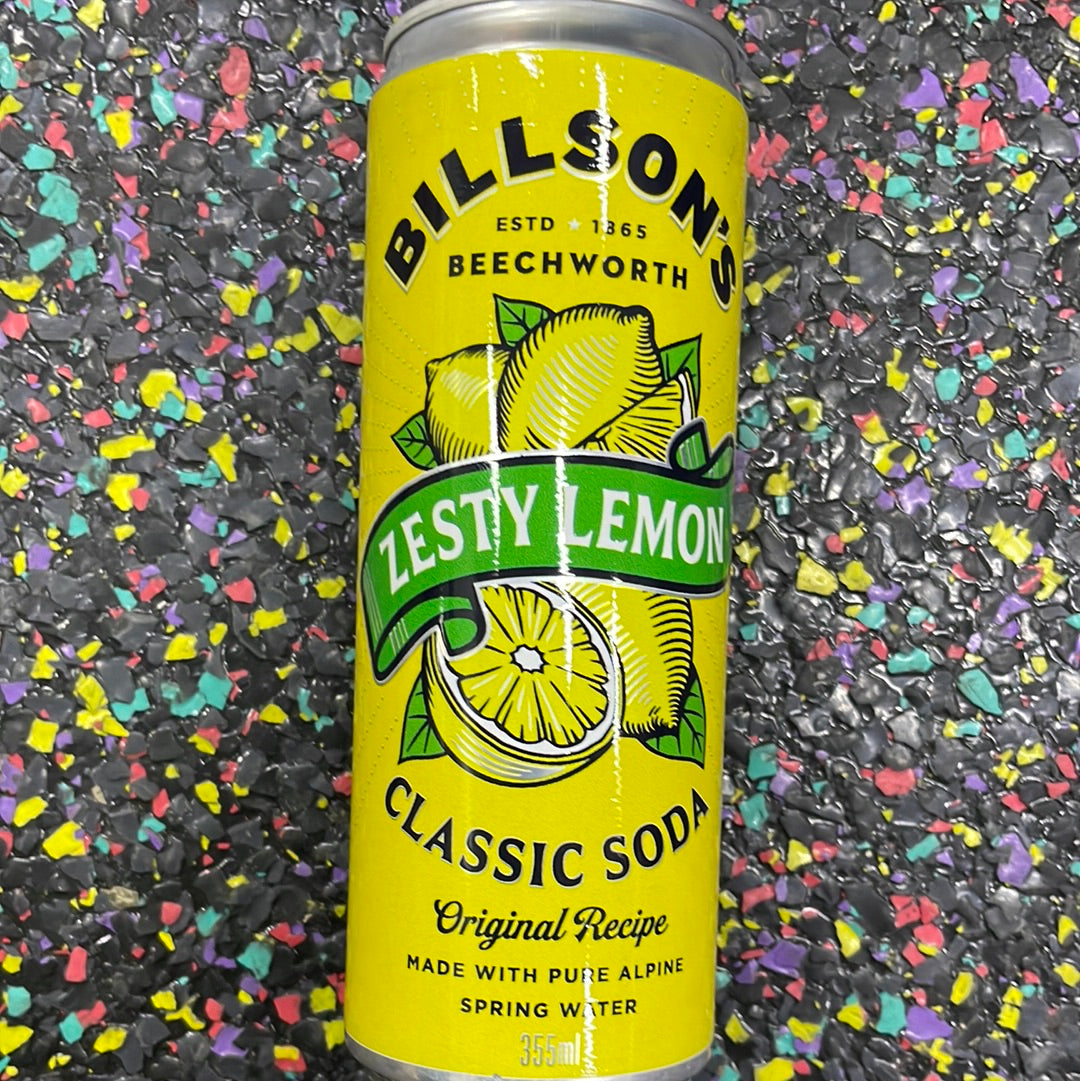 BILLSON'S
ESTD ★ 1865
BEECHWORTH
ZESTY LEMON
CLASSIC SODA
Original Recipe
MADE WITH PURE ALPINE
SPRING WATER
355ml